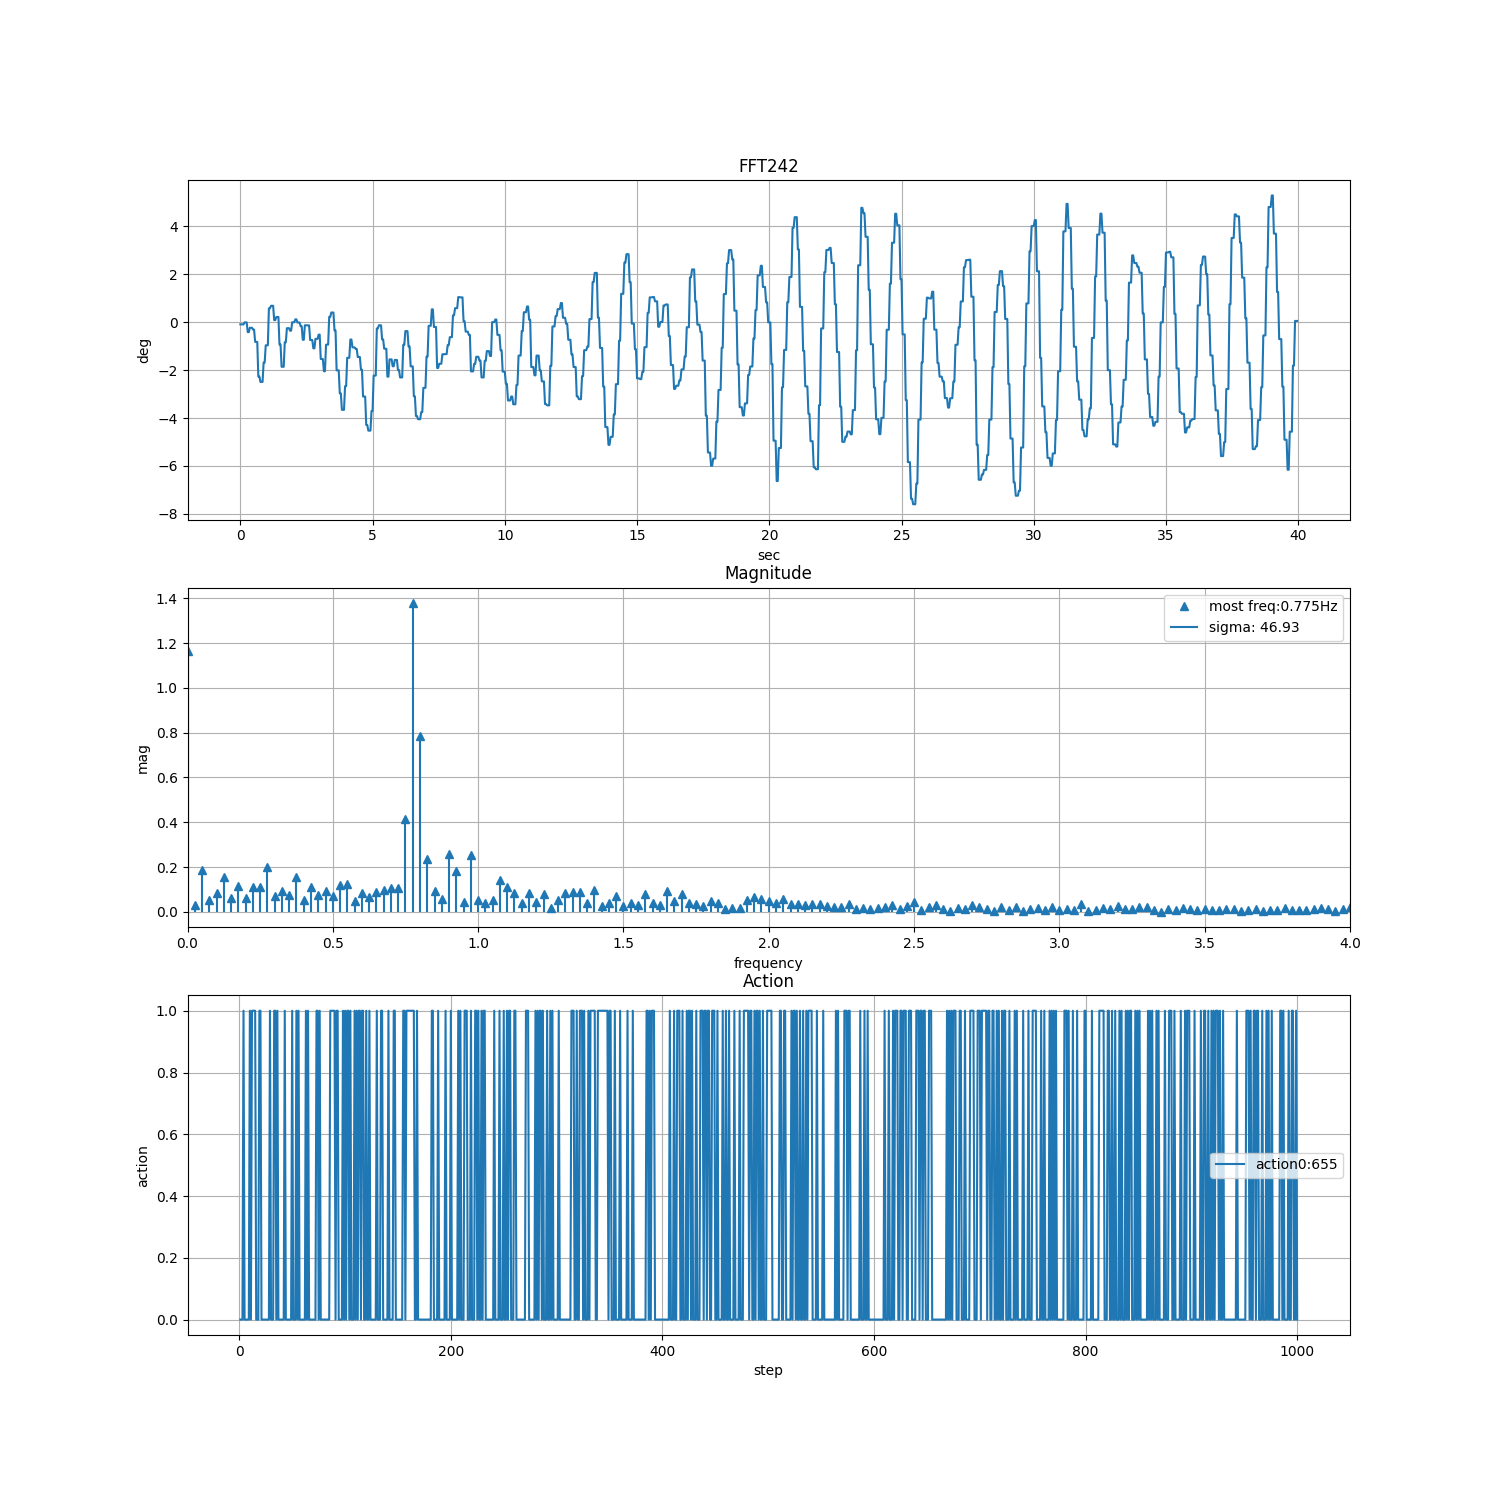 FFT242
4
2
0
−2
−4
−6
−8
deg
0 5 10 15 20 25 30 35 40
sec
Magnitude
1.4
1.2
1.0
0.8
0.6
0.4
0.2
0.0
mag
most freq:0.775Hz
sigma: 46.93
0.0 0.5 1.0 1.5 2.0 2.5 3.0 3.5 4.0
frequency
Action
1.0
0.8
0.6
0.4
0.2
0.0
action
action0:655
0 200 400 600 800 1000
step